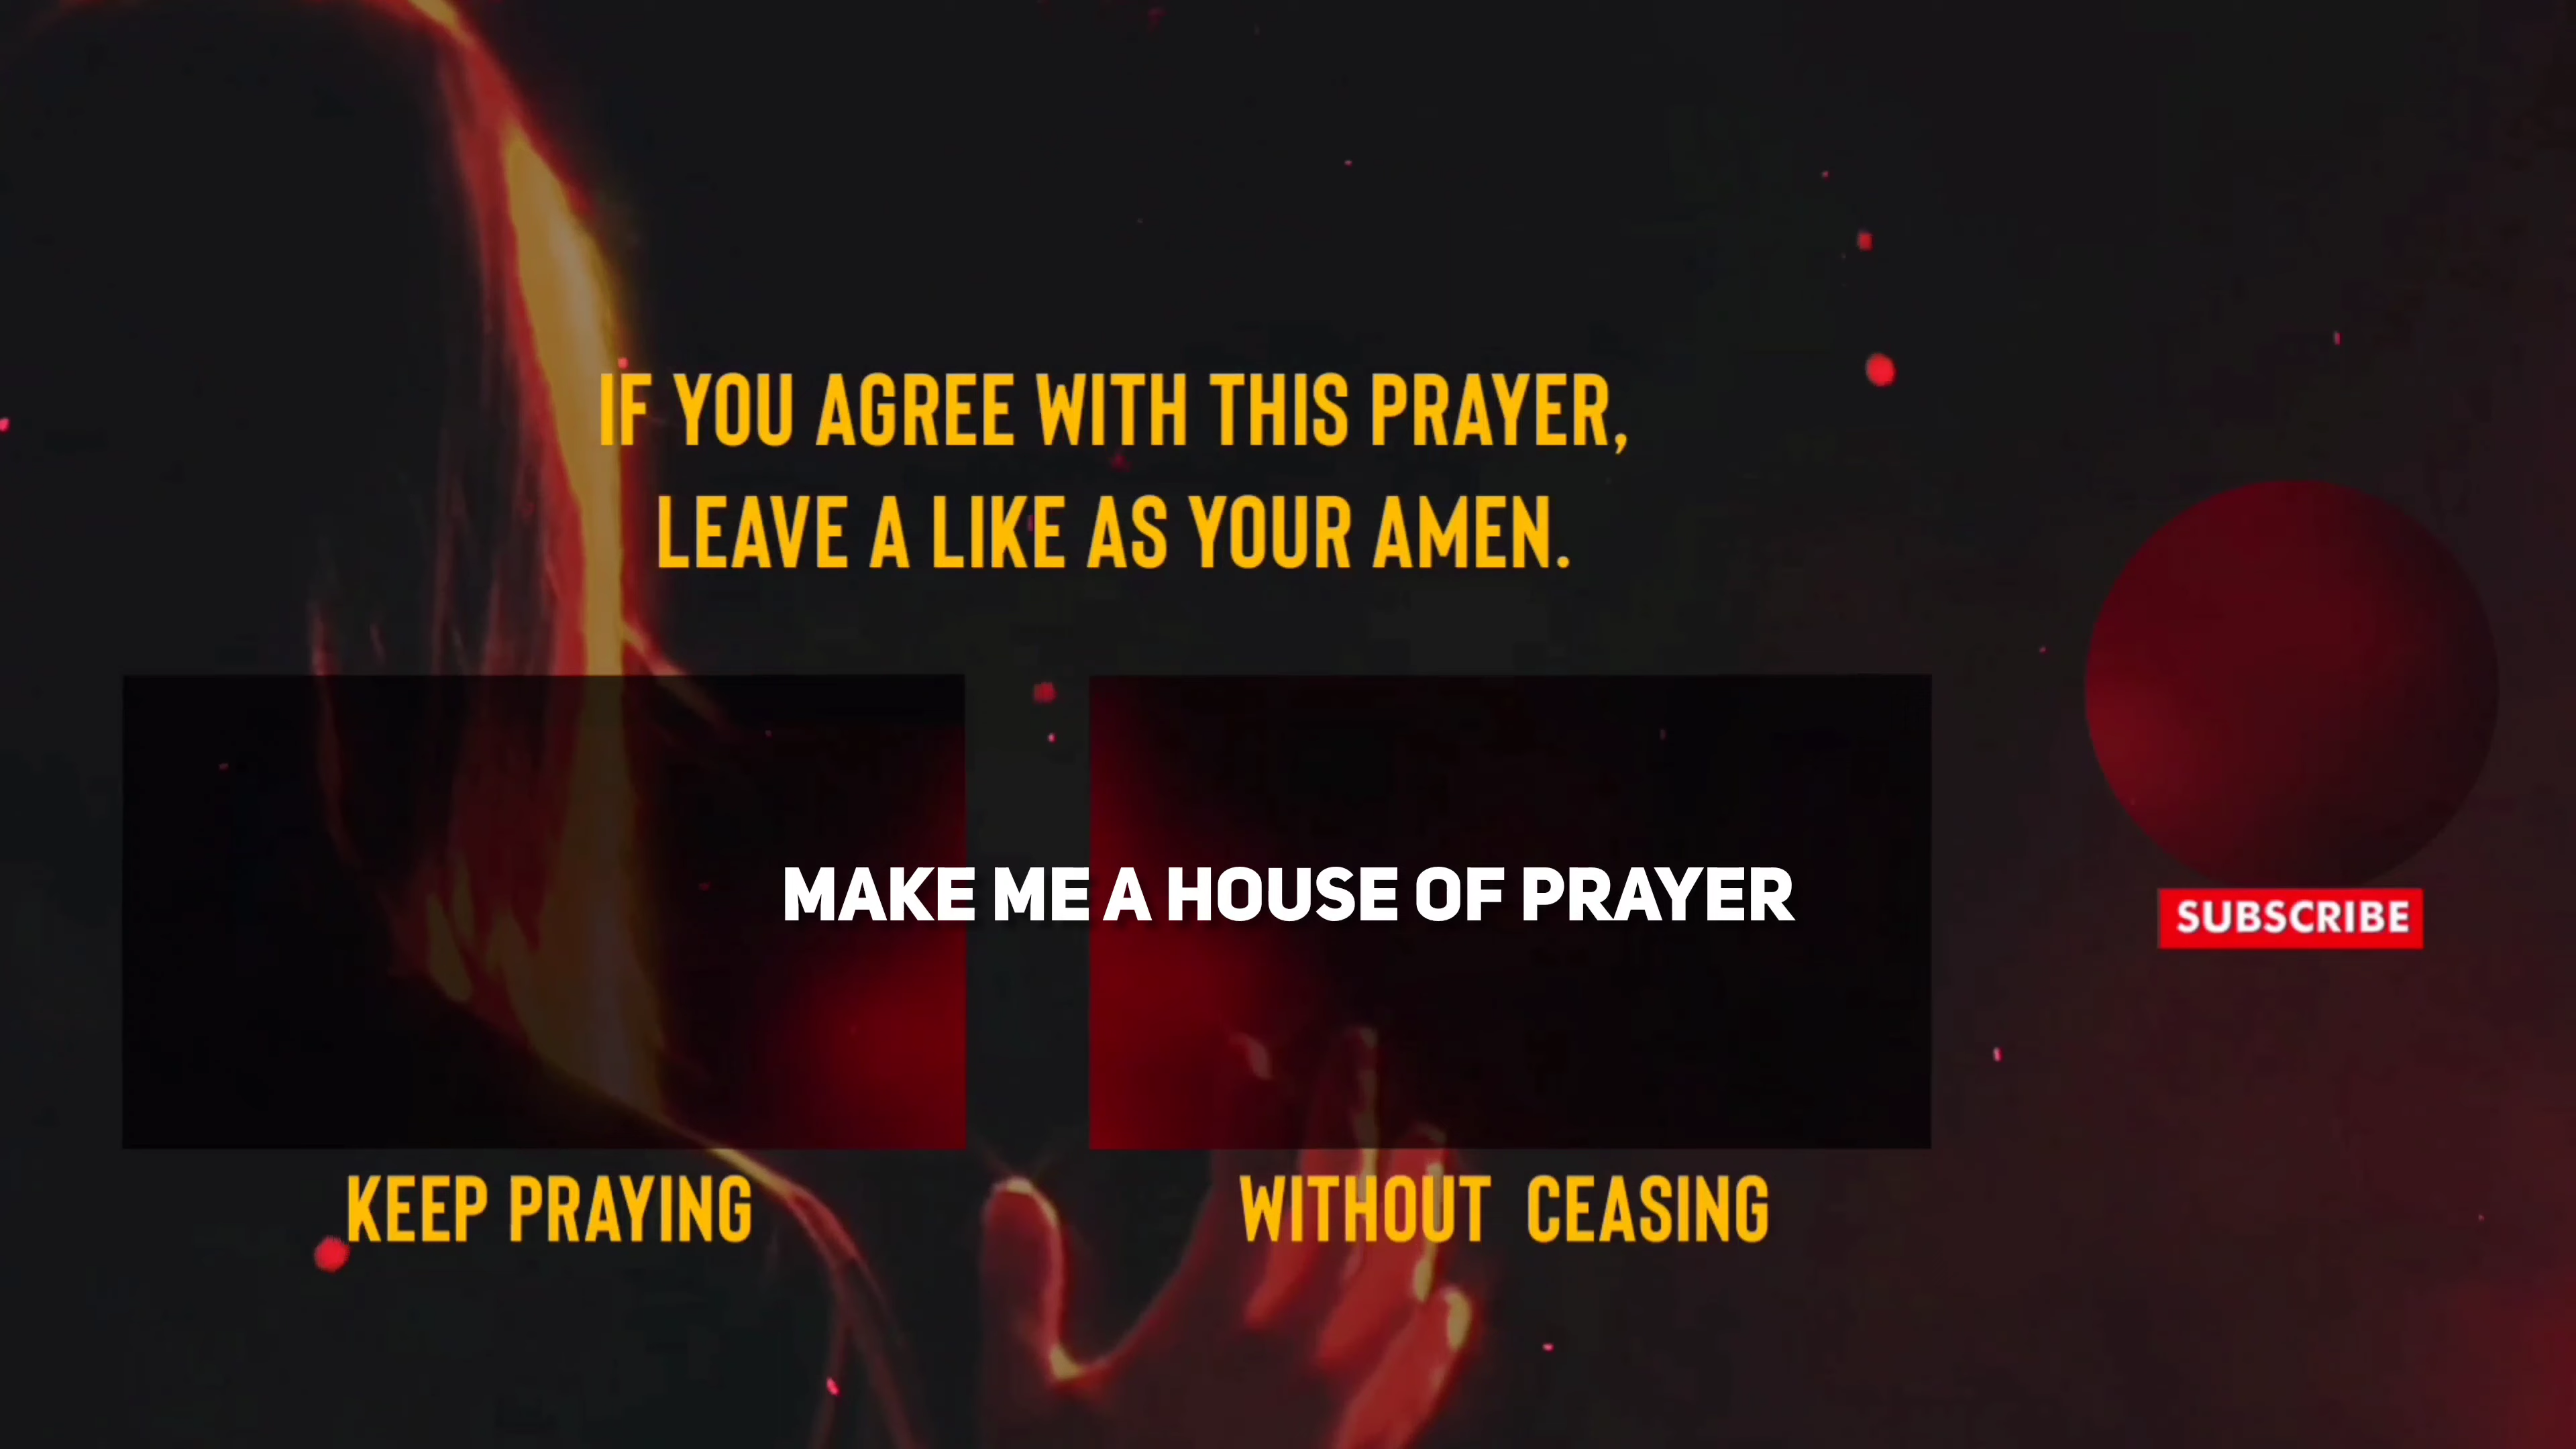 IF YOU AGREE WITH THIS PRAYER,
LEAVE A LIKE AS YOUR AMEN.
MAKE ME A HOUSE OF PRAYER
SUBSCRIBE
KEEP PRAYING
WITHOUT CEASING